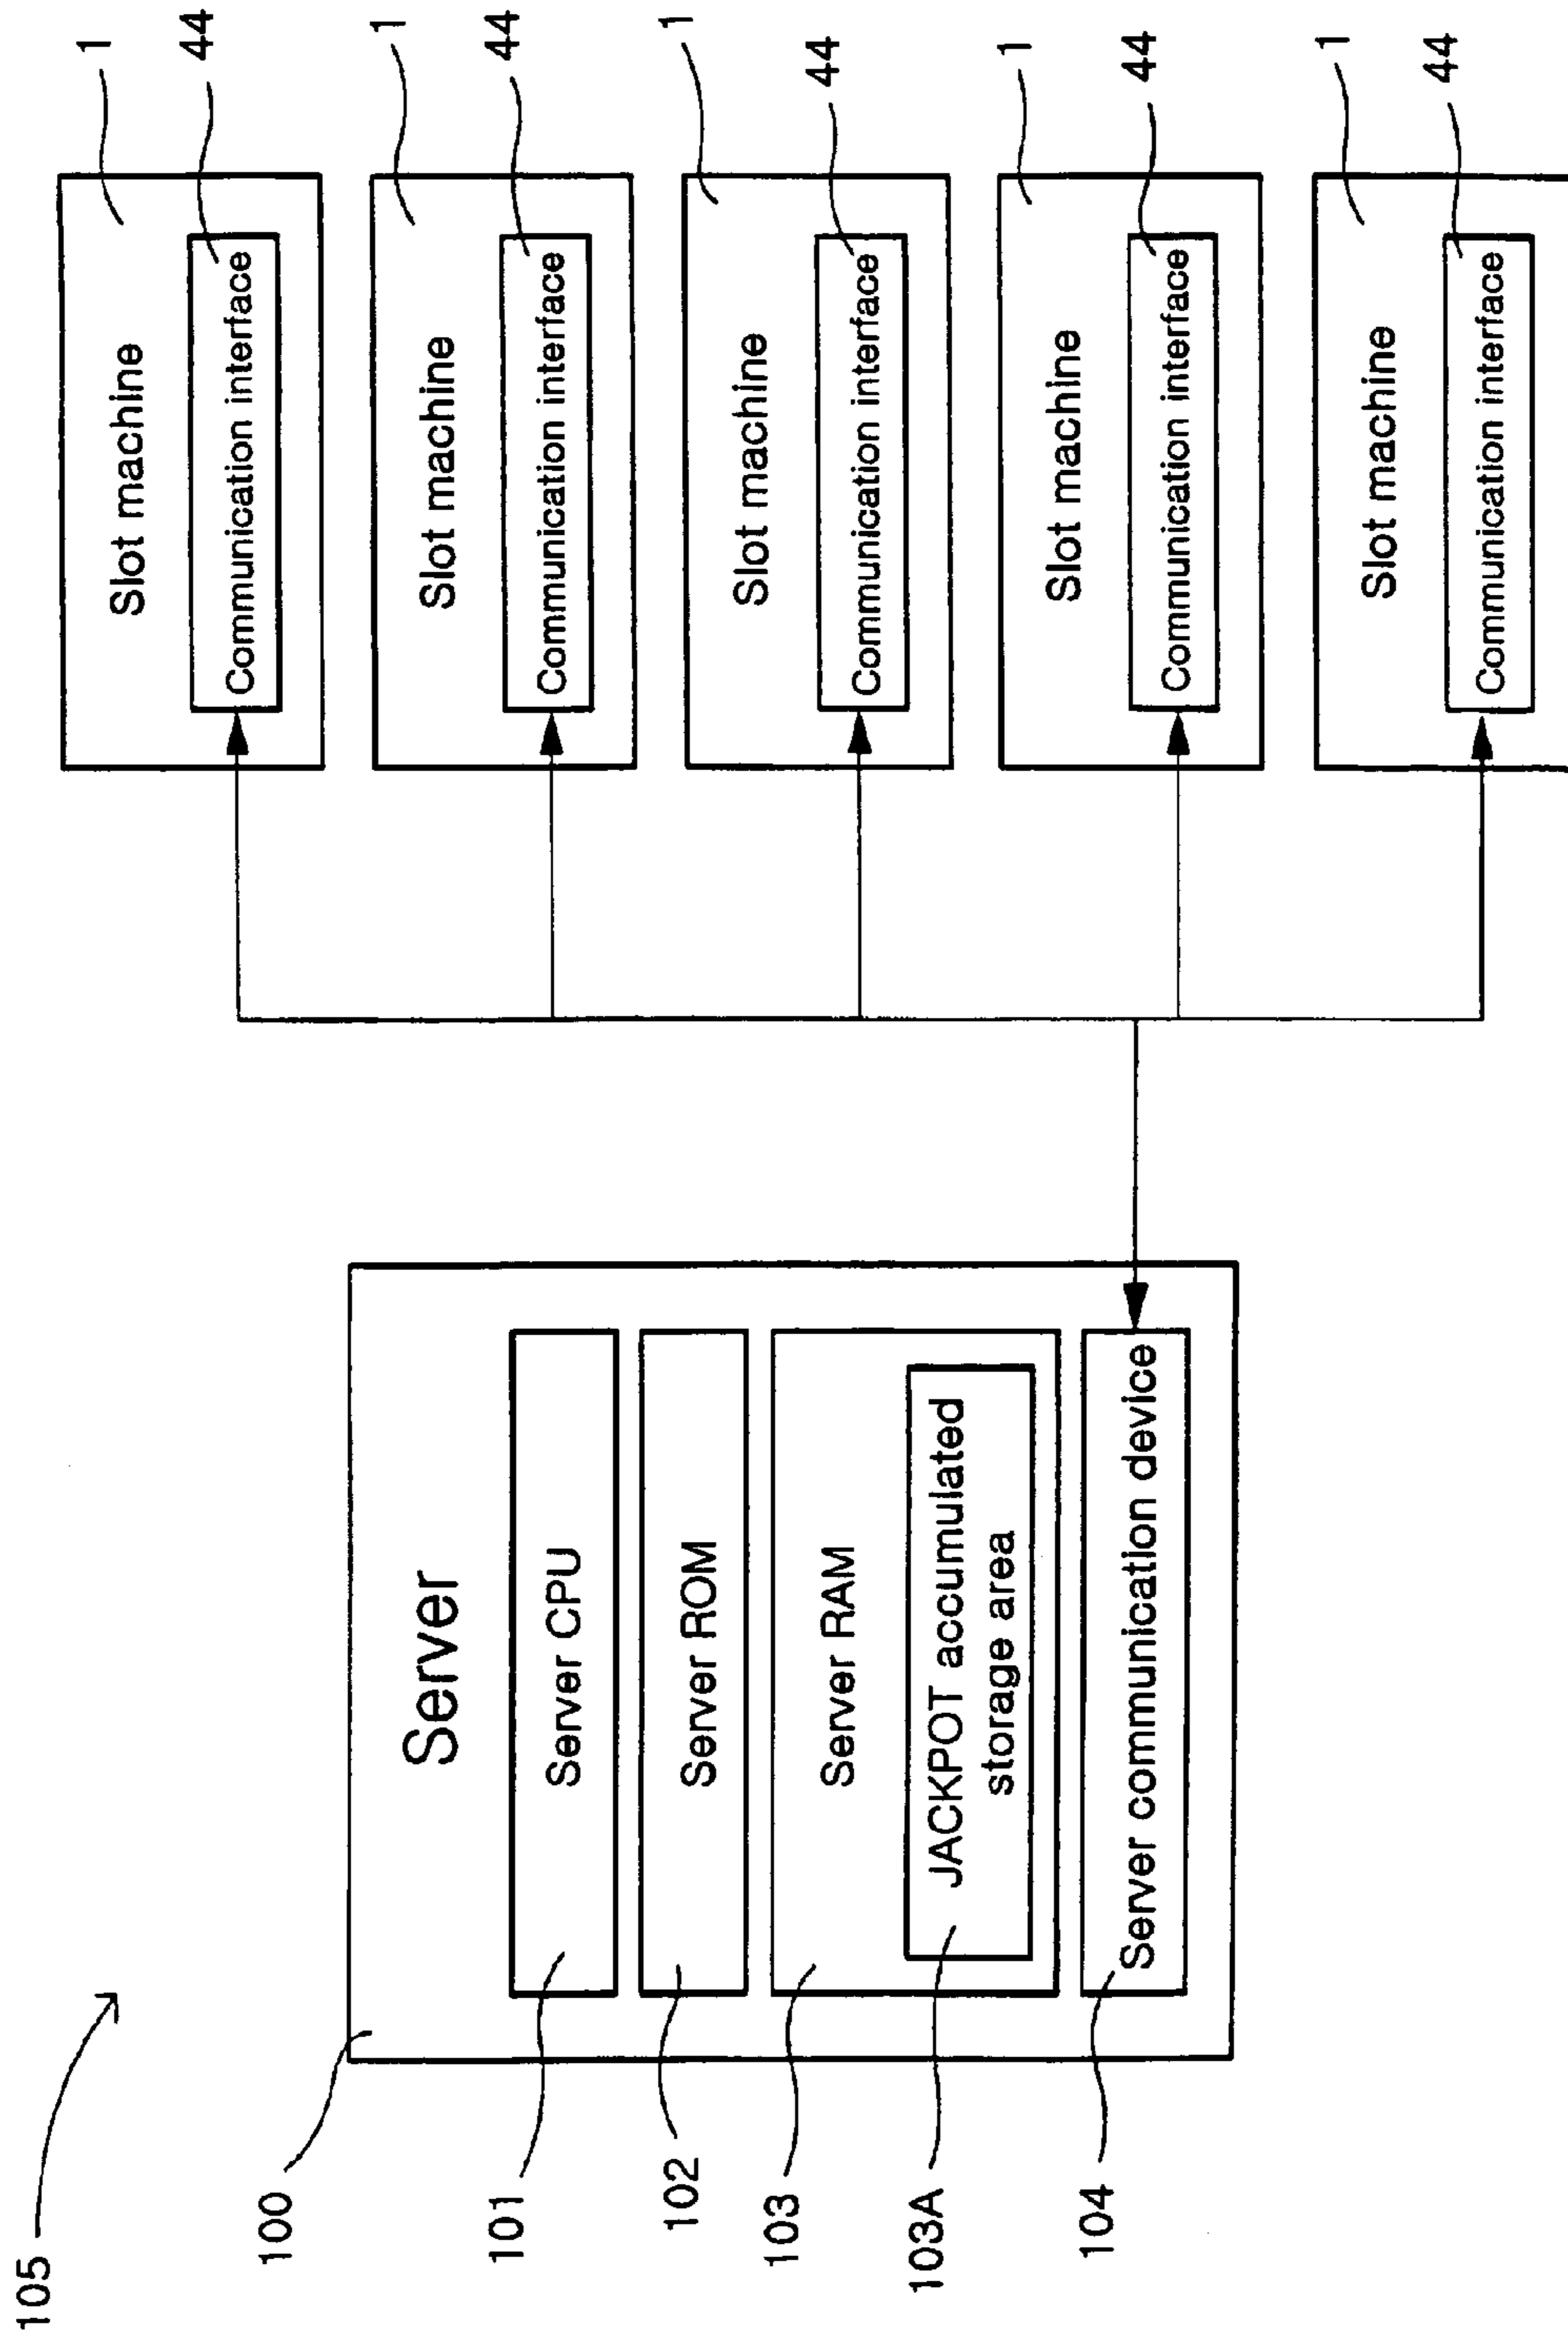 105
100
Server
101
Server CPU
102
Server ROM
103
Server RAM
103A
JACKPOT accumulated
storage area
104
Server communication device
1
Slot machine
44
Communication interface
1
Slot machine
44
Communication interface
1
Slot machine
44
Communication interface
1
Slot machine
44
Communication interface
1
Slot machine
44
Communication interface